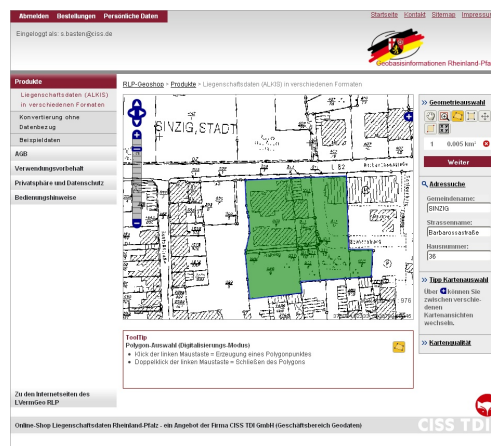 Abmelden Bestellungen Persönliche Daten
Startseite Kontakt Sitemap Impressu
Eingeloggt als: s.basten@ciss.de
Geobasisinformationen Rheinland-Pfa
Produkte
Liegenschaftsdaten (ALKIS)
in verschiedenen Formaten
Konvertierung ohne
Datenbezug
Beispieldaten
AGB
Verwendungsvorbehalt
Privatsphäre und Datenschutz
Bedienungshinweise
RLP-Geoshop > Produkte > Liegenschaftsdaten (ALKIS) in verschiedenen Formaten
SINZIG, STADT
L 82
976
» Geometrieauswahl
1 0.005 km²
Weiter
Adressuche
Gemeindename:
SINZIG
Strassenname:
Barbarossastraße
Hausnummer:
36
» Tipp Kartenauswahl
Über können Sie
zwischen verschie-
denen
Kartenansichten
wechseln.
» Kartenqualität
ToolTip
Polygon-Auswahl (Digitalisierungs-Modus)
• Klick der linken Maustaste = Erzeugung eines Polygonpunktes
• Doppelklick der linken Maustaste = Schließen des Polygons
Zu den Internetseiten des
LVermGeo RLP
Online-Shop Liegenschaftsdaten Rheinland-Pfalz - ein Angebot der Firma CISS TDI GmbH (Geschäftsbereich Geodaten)
CISS TDI